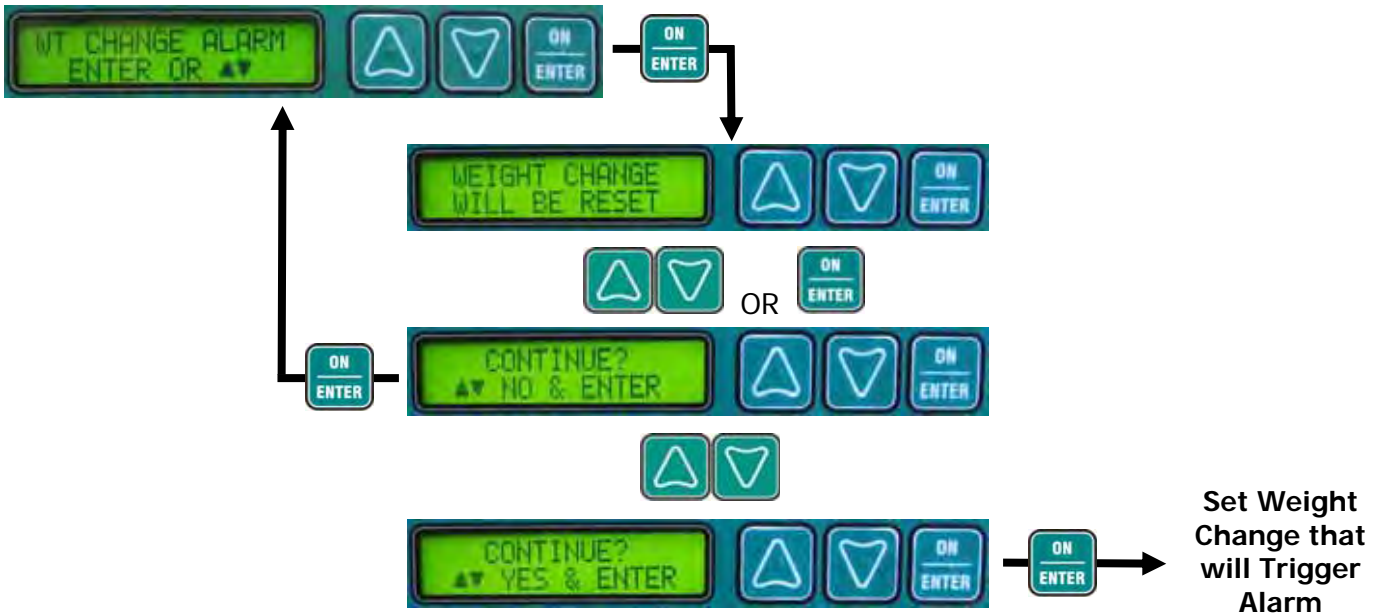 WT CHANGE ALARM
ENTER OR ▲▼
ON
ENTER
ON
ENTER
WEIGHT CHANGE
WILL BE RESET
ON
ENTER
OR
ON
ENTER
ON
ENTER
CONTINUE?
▲▼ NO & ENTER
ON
ENTER
CONTINUE?
▲▼ YES & ENTER
ON
ENTER
ON
ENTER
Set Weight
Change that
will Trigger
Alarm